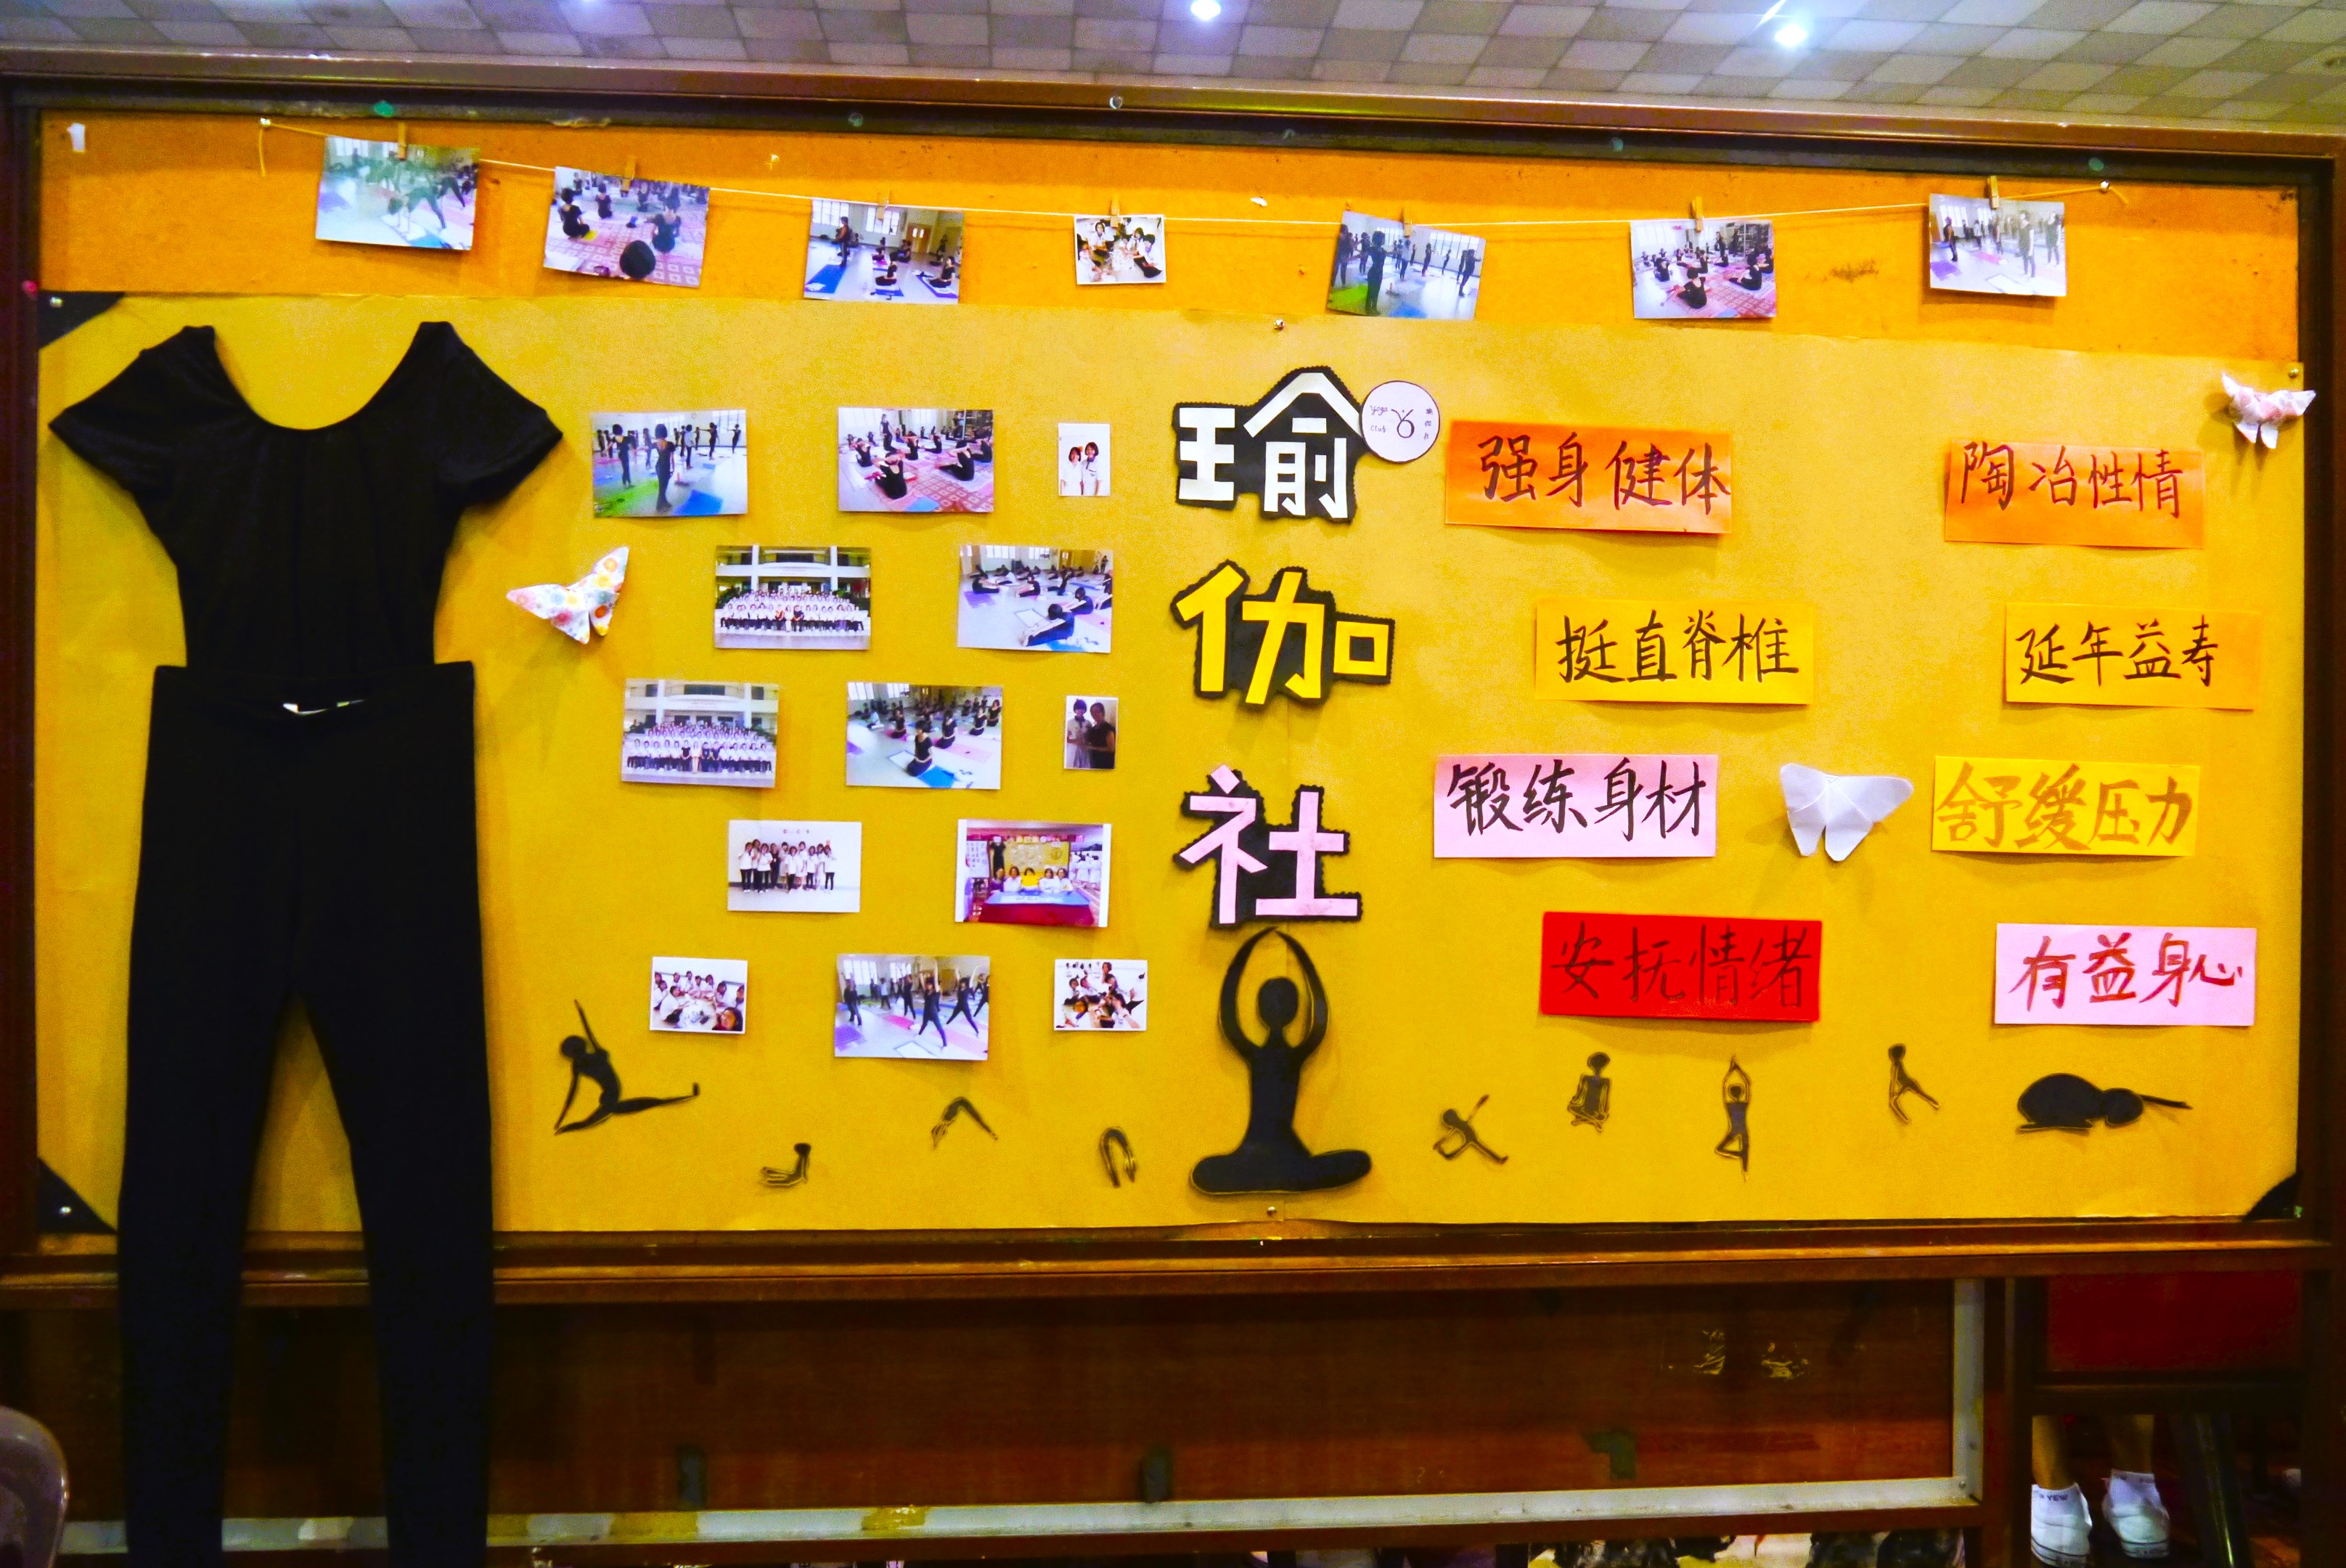 瑜
伽
社
yoga
club
强身健体
陶冶性情
挺直脊椎
延年益寿
锻练身材
舒缓压力
安抚情绪
有益身心